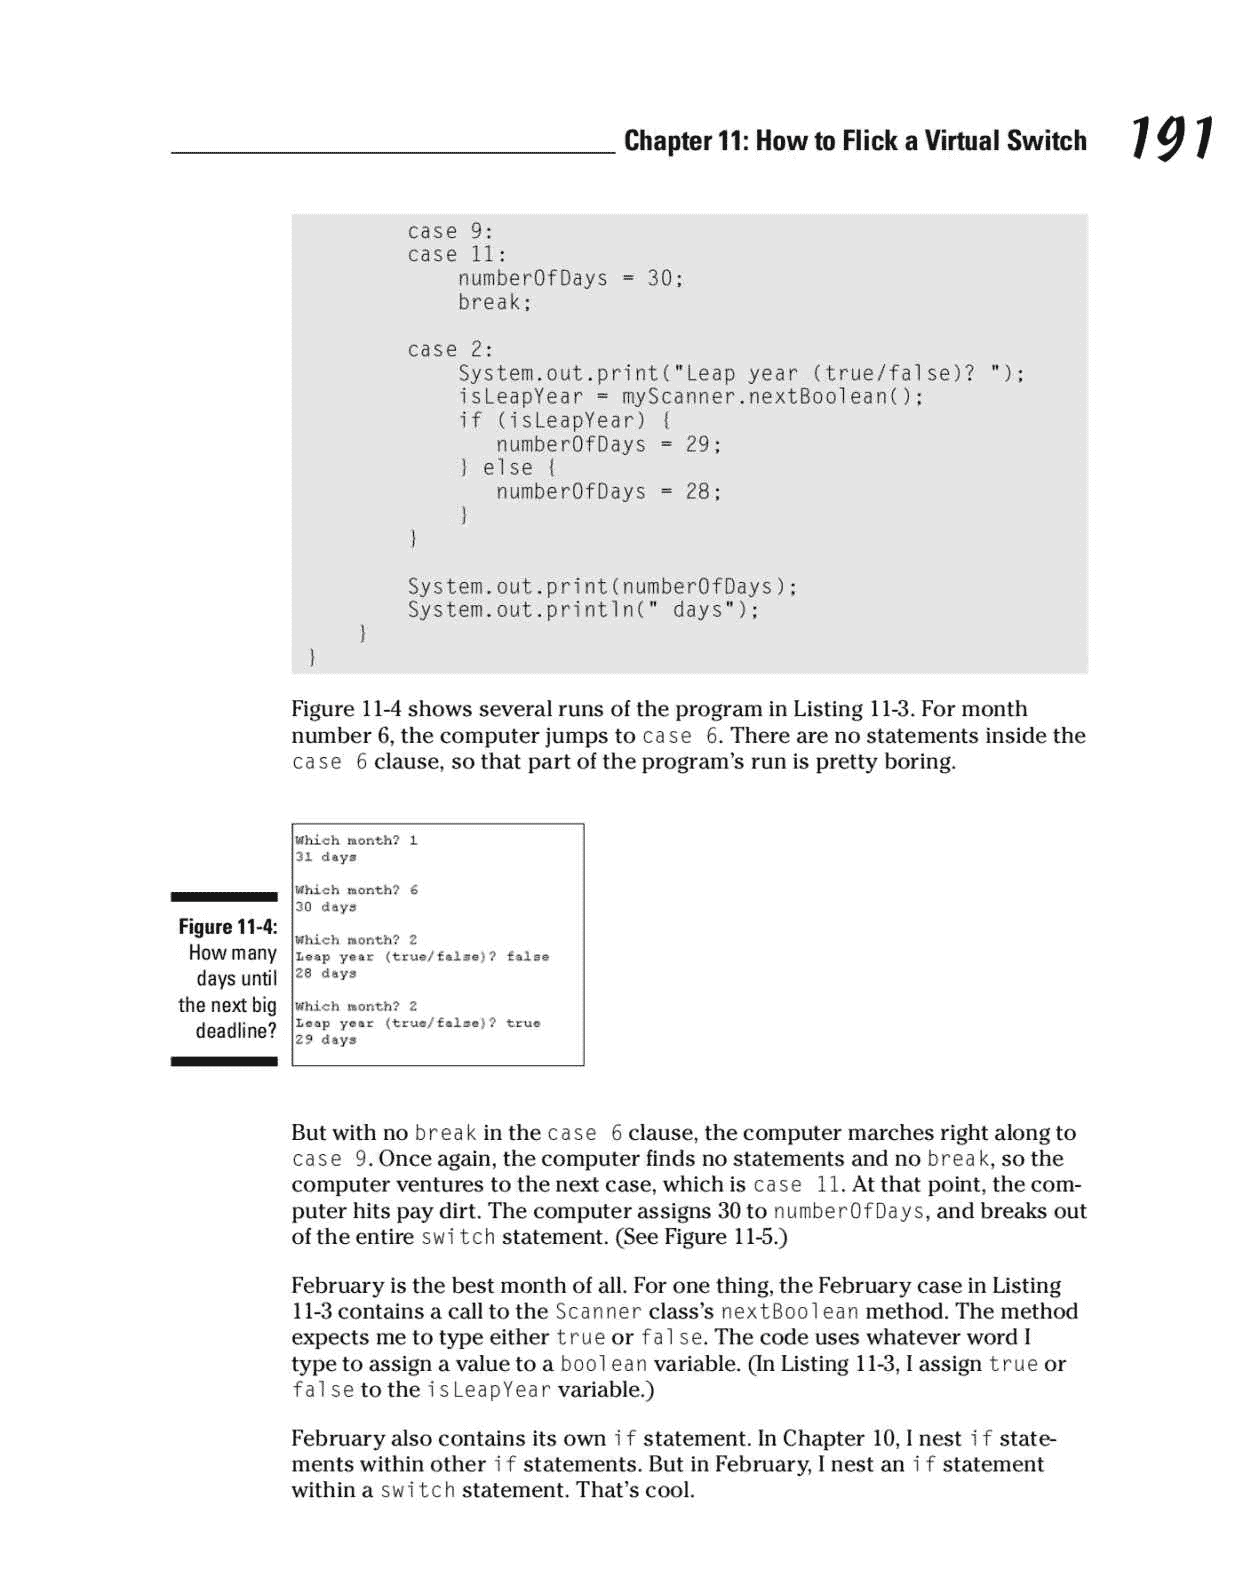 Chapter 11: How to Flick a Virtual Switch 191
case 9:
case 11:
numberOfDays = 30;
break;
case 2:
System.out.print("Leap year (true/false)? ");
isLeapYear = myScanner.nextBoolean();
if (isLeapYear) {
numberOfDays = 29;
} else {
numberOfDays = 28;
}
}
System.out.print(numberOfDays);
System.out.println(" days");
}
}
Figure 11-4 shows several runs of the program in Listing 11-3. For month
number 6, the computer jumps to case 6. There are no statements inside the
case 6 clause, so that part of the program's run is pretty boring.
Which month? 1
31 days
Which month? 6
30 days
Which month? 2
Leap year (true/false)? false
28 days
Which month? 2
Leap year (true/false)? true
29 days
Figure 11-4:
How many
days until
the next big
deadline?
But with no break in the case 6 clause, the computer marches right along to
case 9. Once again, the computer finds no statements and no break, so the
computer ventures to the next case, which is case 11. At that point, the com-
puter hits pay dirt. The computer assigns 30 to numberOfDays, and breaks out
of the entire switch statement. (See Figure 11-5.)
February is the best month of all. For one thing, the February case in Listing
11-3 contains a call to the Scanner class's nextBoolean method. The method
expects me to type either true or false. The code uses whatever word I
type to assign a value to a boolean variable. (In Listing 11-3, I assign true or
false to the isLeapYear variable.)
February also contains its own if statement. In Chapter 10, I nest if state-
ments within other if statements. But in February, I nest an if statement
within a switch statement. That's cool.